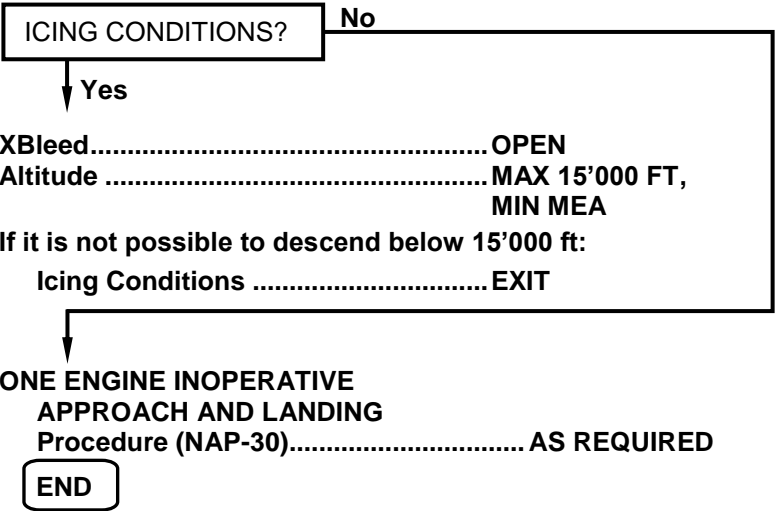 ICING CONDITIONS? No
Yes
XBleed.....................................................OPEN
Altitude ...................................................MAX 15’000 FT,
MIN MEA
If it is not possible to descend below 15’000 ft:
Icing Conditions ...............................EXIT
ONE ENGINE INOPERATIVE
APPROACH AND LANDING
Procedure (NAP-30)............................... AS REQUIRED
END